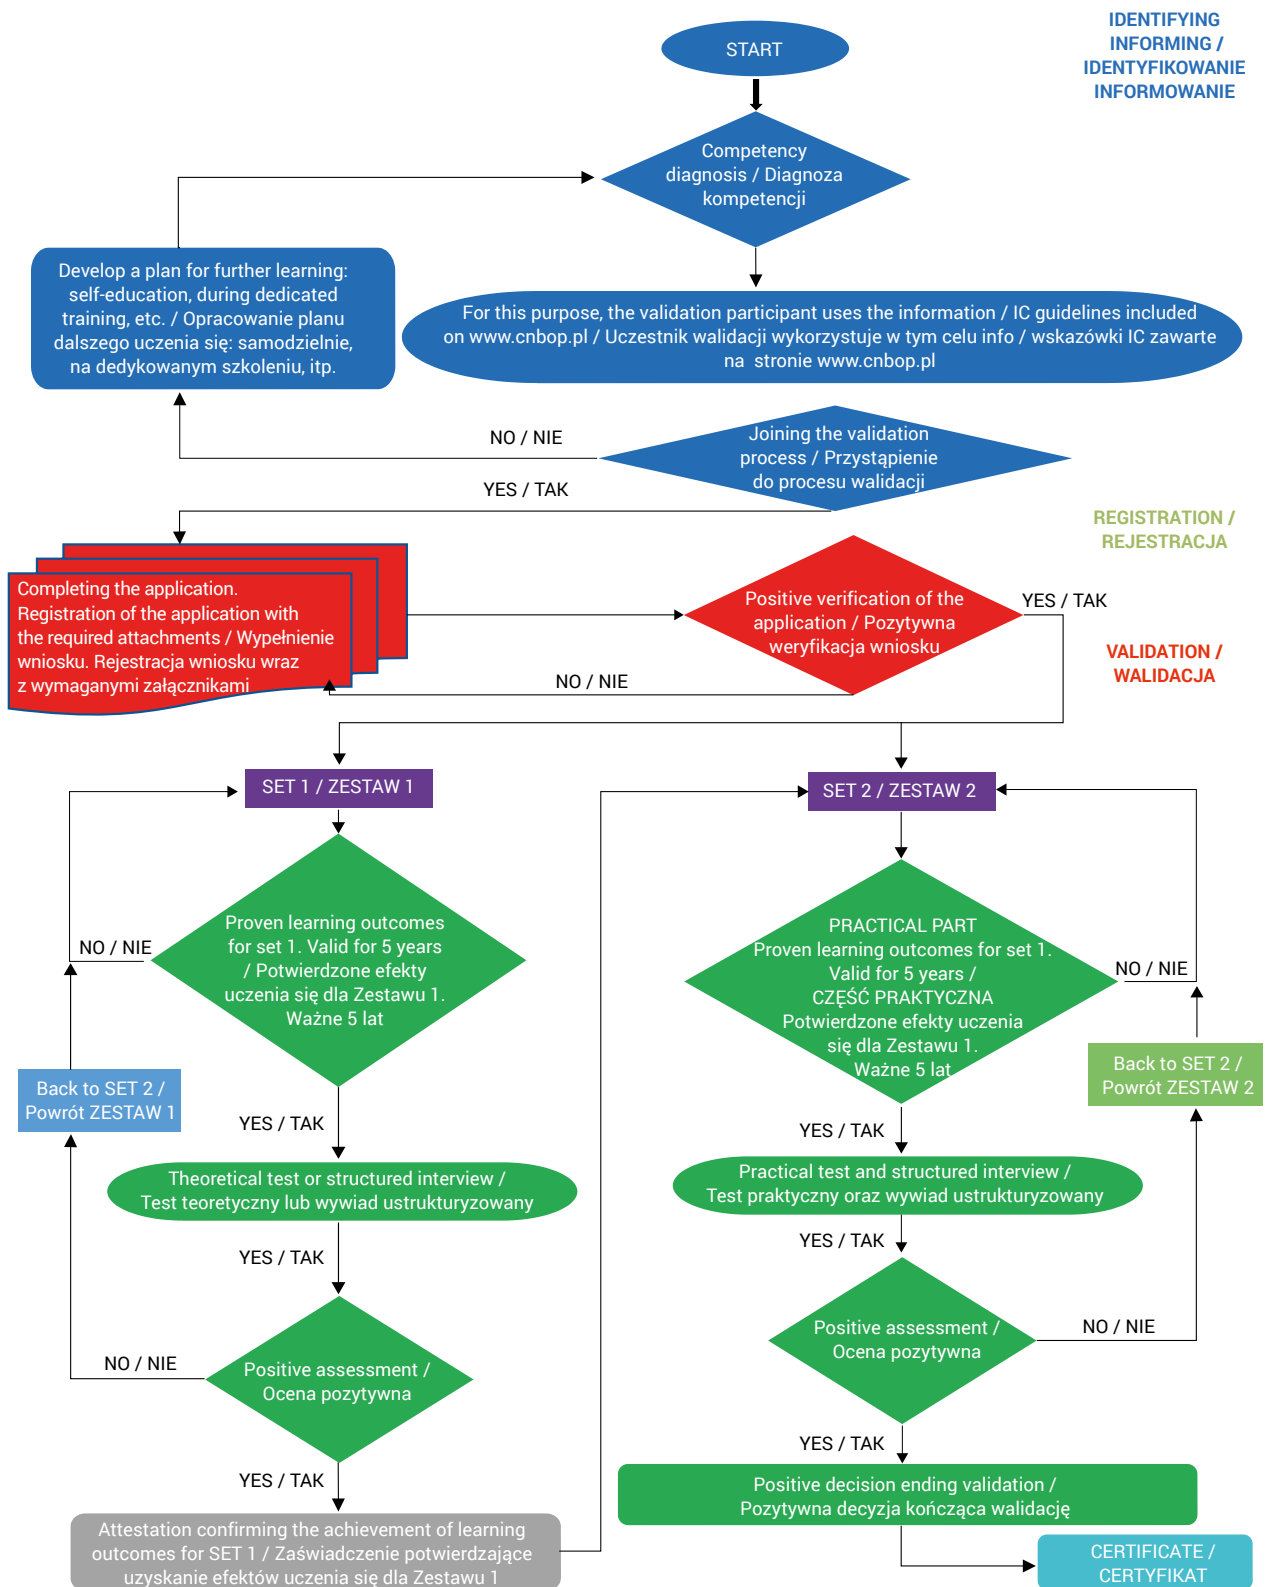 IDENTIFYING
INFORMING /
IDENTYFIKOWANIE
INFORMOWANIE
START
Competency
diagnosis / Diagnoza
kompetencji
Develop a plan for further learning:
self-education, during dedicated
training, etc. / Opracowanie planu
dalszego uczenia się: samodzielnie,
na dedykowanym szkoleniu, itp.
For this purpose, the validation participant uses the information / IC guidelines included
on www.cnbop.pl / Uczestnik walidacji wykorzystuje w tym celu info / wskazówki IC zawarte
na stronie www.cnbop.pl
NO / NIE
Joining the validation
process / Przystąpienie
do procesu walidacji
YES / TAK
REGISTRATION /
REJESTRACJA
Completing the application.
Registration of the application with
the required attachments / Wypełnienie
wniosku. Rejestracja wniosku wraz
z wymaganymi załącznikami
Positive verification of the
application / Pozytywna
weryfikacja wniosku
YES / TAK
NO / NIE
VALIDATION /
WALIDACJA
SET 1 / ZESTAW 1
SET 2 / ZESTAW 2
Proven learning outcomes
for set 1. Valid for 5 years
/ Potwierdzone efekty
uczenia się dla Zestawu 1.
Ważne 5 lat
NO / NIE
PRACTICAL PART
Proven learning outcomes for set 1.
Valid for 5 years /
CZĘŚĆ PRAKTYCZNA
Potwierdzone efekty uczenia
się dla Zestawu 1.
Ważne 5 lat
NO / NIE
Back to SET 2 /
Powrót ZESTAW 1
Back to SET 2 /
Powrót ZESTAW 2
YES / TAK
YES / TAK
Theoretical test or structured interview /
Test teoretyczny lub wywiad ustrukturyzowany
Practical test and structured interview /
Test praktyczny oraz wywiad ustrukturyzowany
YES / TAK
YES / TAK
NO / NIE
Positive assessment /
Ocena pozytywna
Positive assessment /
Ocena pozytywna
NO / NIE
YES / TAK
YES / TAK
Attestation confirming the achievement of learning
outcomes for SET 1 / Zaświadczenie potwierdzające
uzyskanie efektów uczenia się dla Zestawu 1
Positive decision ending validation /
Pozytywna decyzja kończąca walidację
CERTIFICATE /
CERTYFIKAT